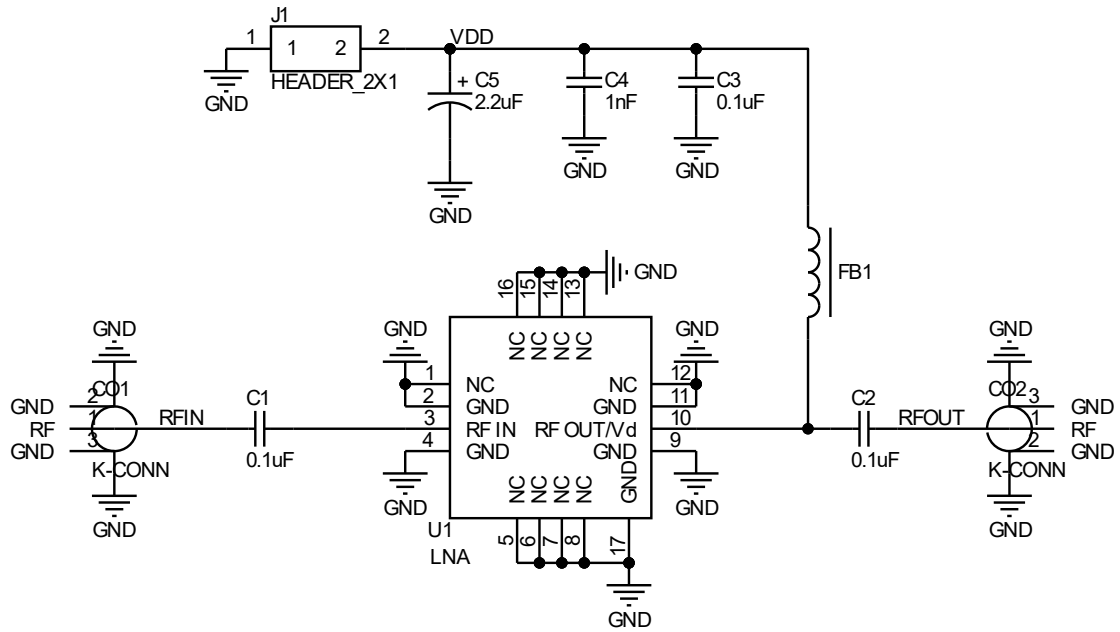 J1
1 1 2 2 VDD
HEADER_2X1
GND
+ C5
2.2uF
GND
C4
1nF
GND
C3
0.1uF
GND
FB1
16 15 14 13 GND
NC NC NC NC
GND
CO1
GND 2
RF 1
GND 3
K-CONN
GND
RFIN
C1
0.1uF
GND
1 NC
2 GND
3 RF IN
4 GND
GND
GND
12 NC
11 GND
10 RF OUT/Vd
9 GND
GND
NC NC NC NC GND
5 6 7 8 17
U1
LNA
GND
C2
0.1uF
RFOUT
GND
CO2
3 GND
1 RF
2 GND
K-CONN
GND